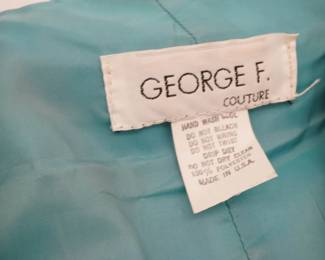 GEORGE F.
COUTURE
HAND WASH
DO NOT BLEACH
DO NOT WRING
DO NOT TWIST
DRIP DRY
DO NOT DRY CLEAN
100% POLYESTER
MADE IN U.S.A.